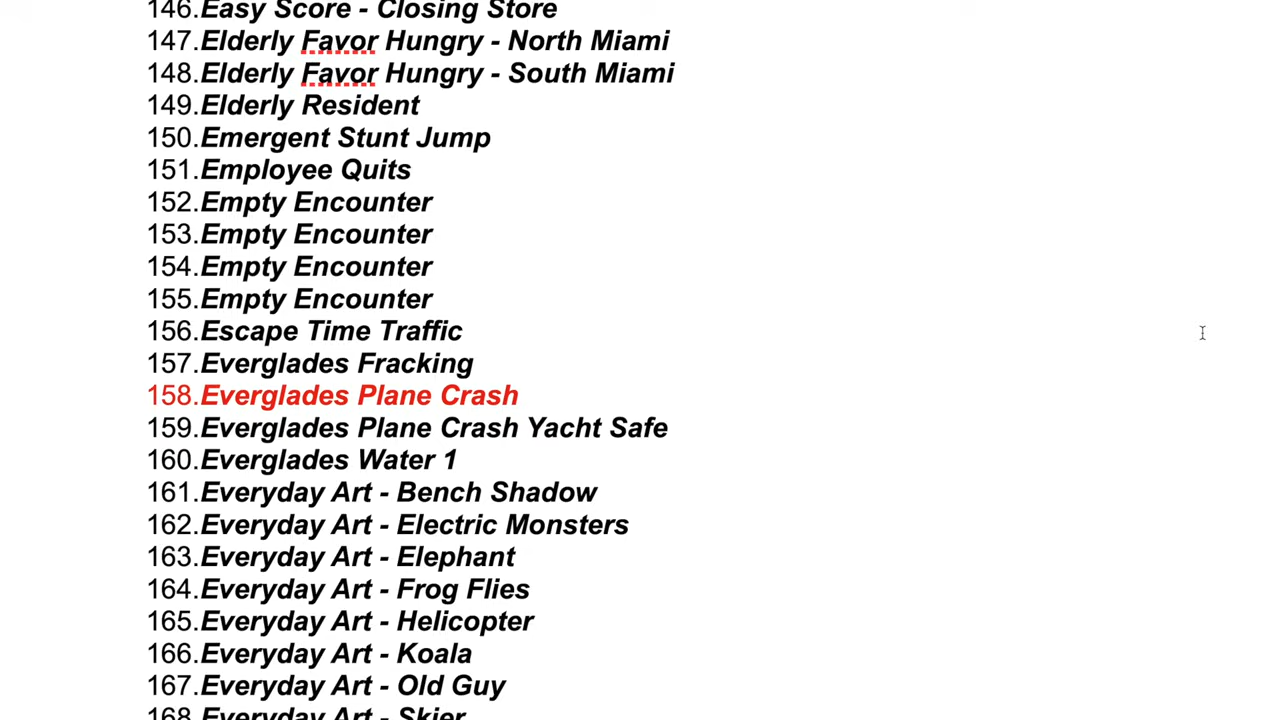 146.Easy Score - Closing Store
147.Elderly Favor Hungry - North Miami
148.Elderly Favor Hungry - South Miami
149.Elderly Resident
150.Emergent Stunt Jump
151.Employee Quits
152.Empty Encounter
153.Empty Encounter
154.Empty Encounter
155.Empty Encounter
156.Escape Time Traffic
157.Everglades Fracking
158.Everglades Plane Crash
159.Everglades Plane Crash Yacht Safe
160.Everglades Water 1
161.Everyday Art - Bench Shadow
162.Everyday Art - Electric Monsters
163.Everyday Art - Elephant
164.Everyday Art - Frog Flies
165.Everyday Art - Helicopter
166.Everyday Art - Koala
167.Everyday Art - Old Guy
168.Everyday Art - Skier